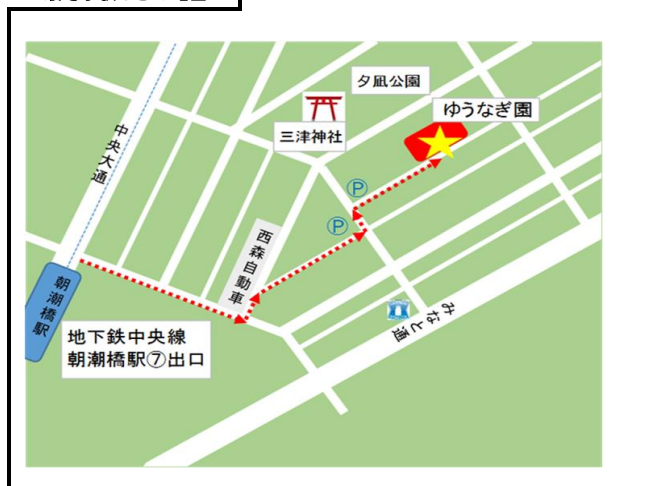 夕凪公園
ゆうなぎ園
三津神社
中央大通
P
P
西森自動車
朝潮橋駅
みなと通
地下鉄中央線
朝潮橋駅⑦出口